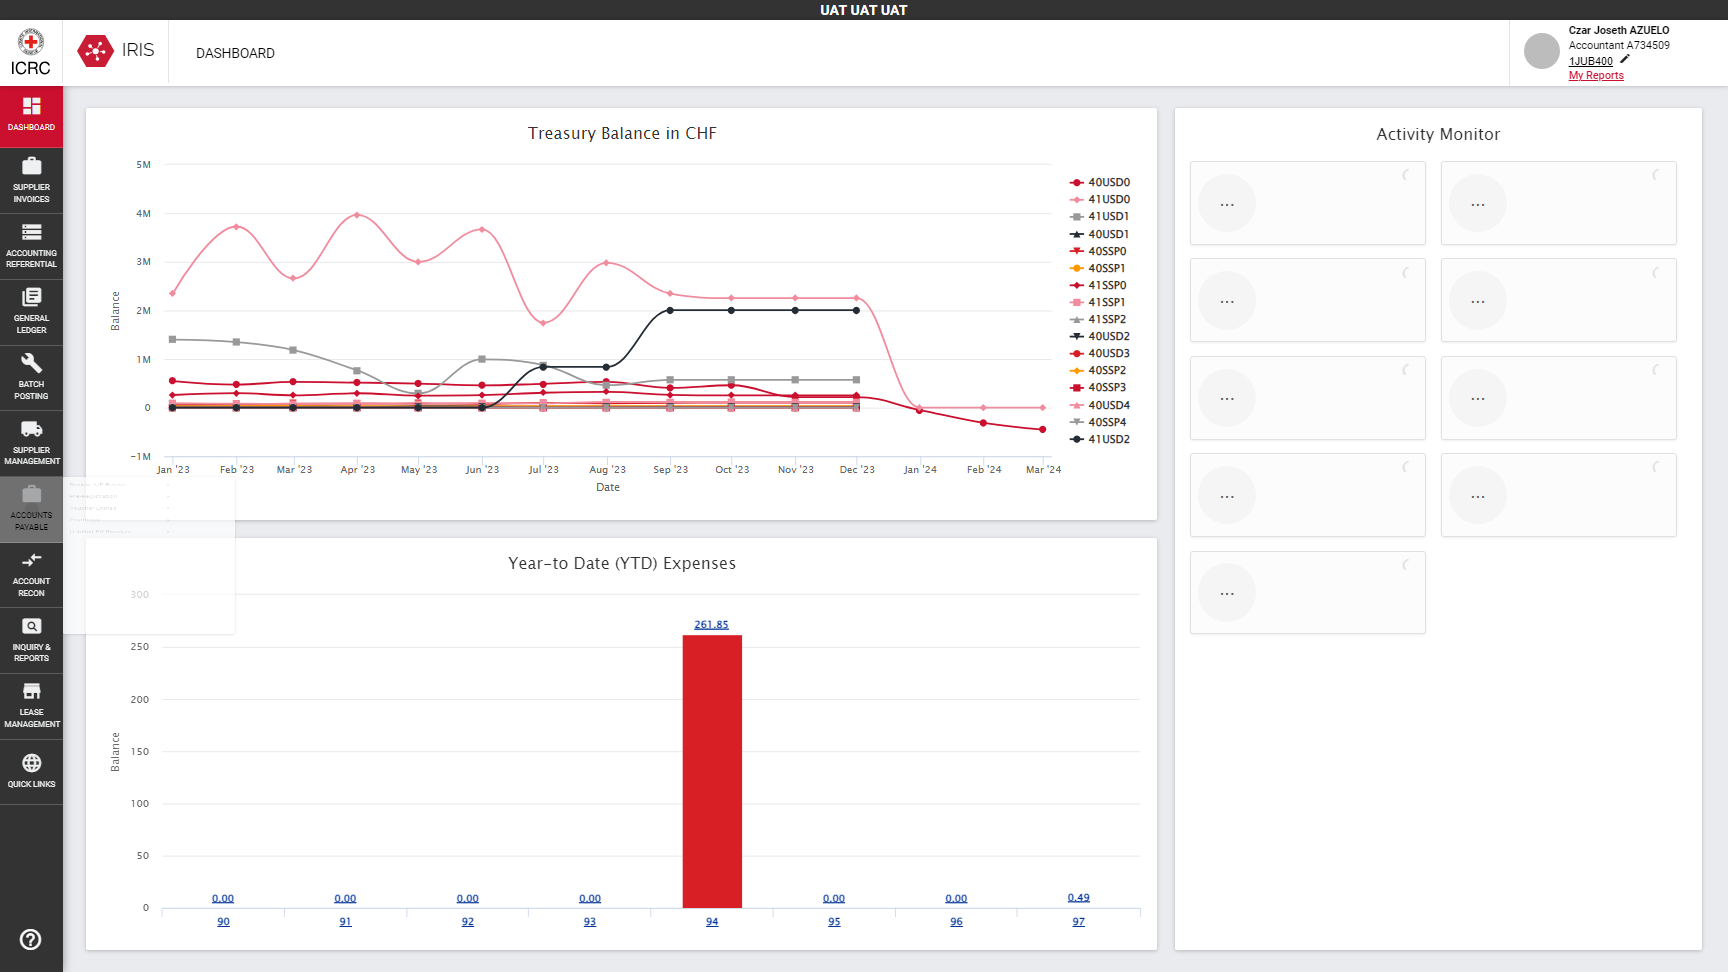 UAT UAT UAT
ICRC
IRIS
DASHBOARD
Czar Joseth AZUELO
Accountant A734509
1JUB400
My Reports
DASHBOARD
SUPPLIER
INVOICES
ACCOUNTING
REFERENTIAL
GENERAL
LEDGER
BATCH
POSTING
SUPPLIER
MANAGEMENT
ACCOUNTS
PAYABLE
ACCOUNT
RECON
INQUIRY &
REPORTS
LEASE
MANAGEMENT
QUICK LINKS
Treasury Balance in CHF
5M
4M
3M
2M
1M
0
-1M
Balance
Jan '23
Feb '23
Mar '23
Apr '23
May '23
Jun '23
Jul '23
Aug '23
Sep '23
Oct '23
Nov '23
Dec '23
Jan '24
Feb '24
Mar '24
Date
40USD0
41USD0
41USD1
40USD1
40SSP0
40SSP1
41SSP0
41SSP1
41SSP2
40USD2
40USD3
40SSP2
40SSP3
40USD4
40SSP4
41USD2
Year-to Date (YTD) Expenses
300
250
200
150
100
50
0
Balance
0.00
0.00
0.00
0.00
261.85
0.00
0.00
0.49
90
91
92
93
94
95
96
97
Activity Monitor
...
...
...
...
...
...
...
...
...